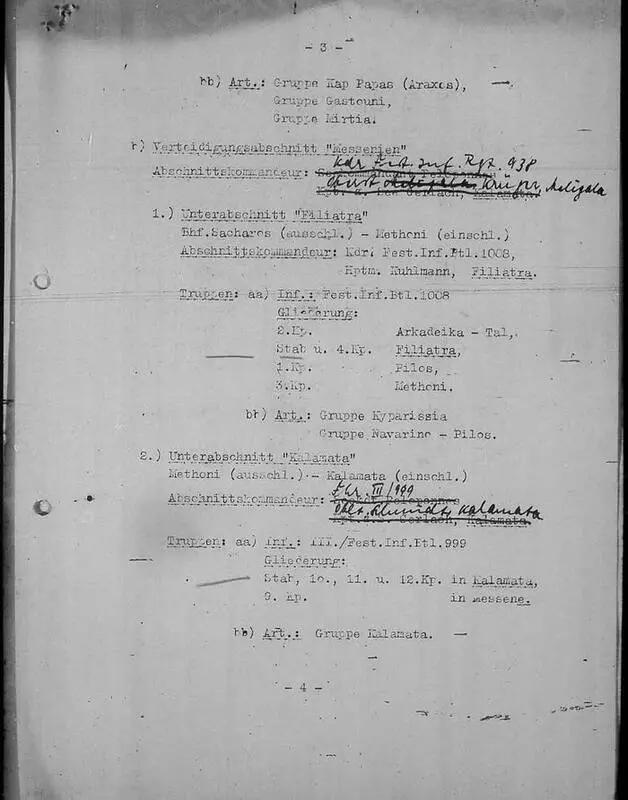 - 3 -
bb) Art.: Gruppe Kap Papas (Araxos),
Gruppe Gastouni,
Gruppe Mirtia.
b) Verteidigungsabschnitt "Messenien"
Kdr Fest. Inf. Rgt. 938
Abschnittskommandeur:
Meligala
1.) Unterabschnitt "Filiatra"
Bhf.Sacharos (ausschl.) - Methoni (einschl.)
Abschnittskommandeur: Kdr. Fest.Inf.Btl.1008,
Hptm. Kuhlmann, Filiatra.
Truppen: aa) Inf.: Fest.Inf.Btl.1008
Gliederung:
2.Kp. Arkadeika - Tal,
Stab u. 4.Kp. Filiatra,
1.Kp. Pilos,
3.Kp. Methoni.
bb) Art.: Gruppe Kyparissia
Gruppe Navarino - Pilos.
2.) Unterabschnitt "Kalamata"
Methoni (ausschl.) - Kalamata (einschl.)
III/999
Abschnittskommandeur:
Kalamata
Gerlach, Kalamata.
Truppen: aa) Inf.: III./Fest.Inf.Btl.999
Gliederung:
Stab, 10., 11. u. 12.Kp. in Kalamata,
9. Kp. in Messene.
bb) Art.: Gruppe Kalamata. -
- 4 -